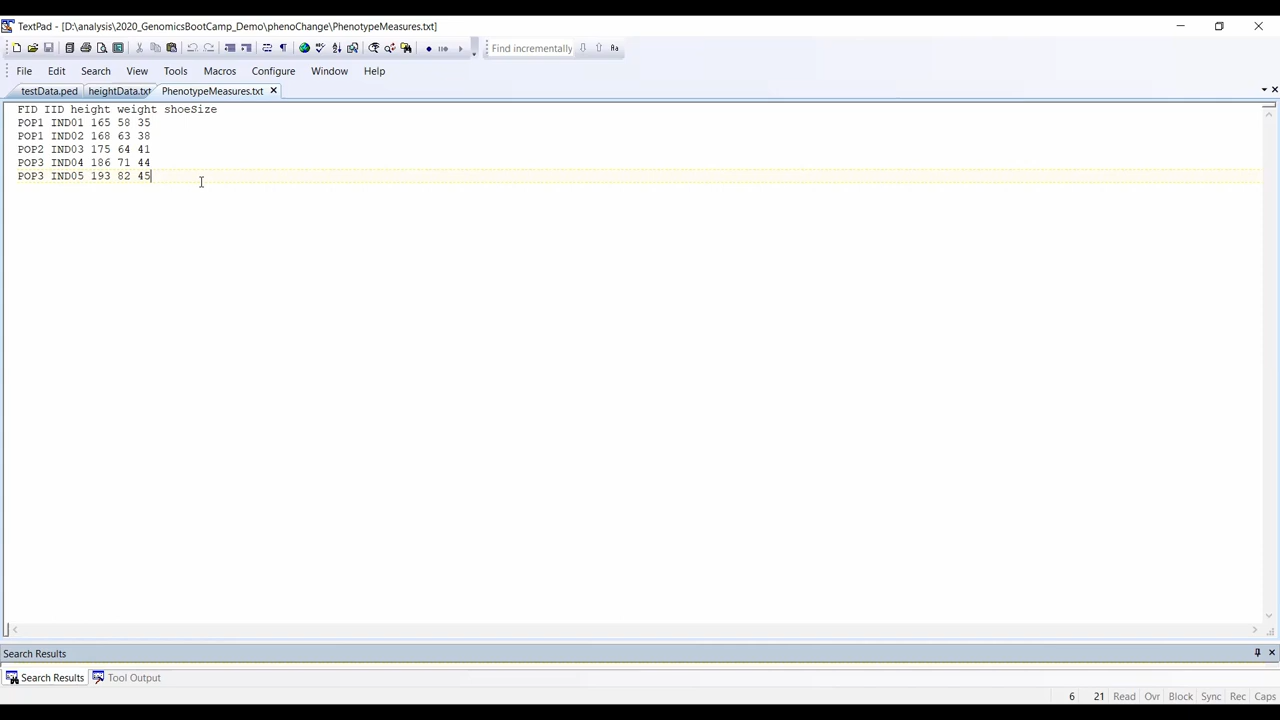 TextPad - [D:\analysis\2020_GenomicsBootCamp_Demo\phenoChange\PhenotypeMeasures.txt]
Find incrementally
File Edit Search View Tools Macros Configure Window Help
testData.ped heightData.txt PhenotypeMeasures.txt
FID IID height weight shoeSize
POP1 IND01 165 58 35
POP1 IND02 168 63 38
POP2 IND03 175 64 41
POP3 IND04 186 71 44
POP3 IND05 193 82 45
Search Results
Search Results Tool Output
6 21 Read Ovr Block Sync Rec Caps